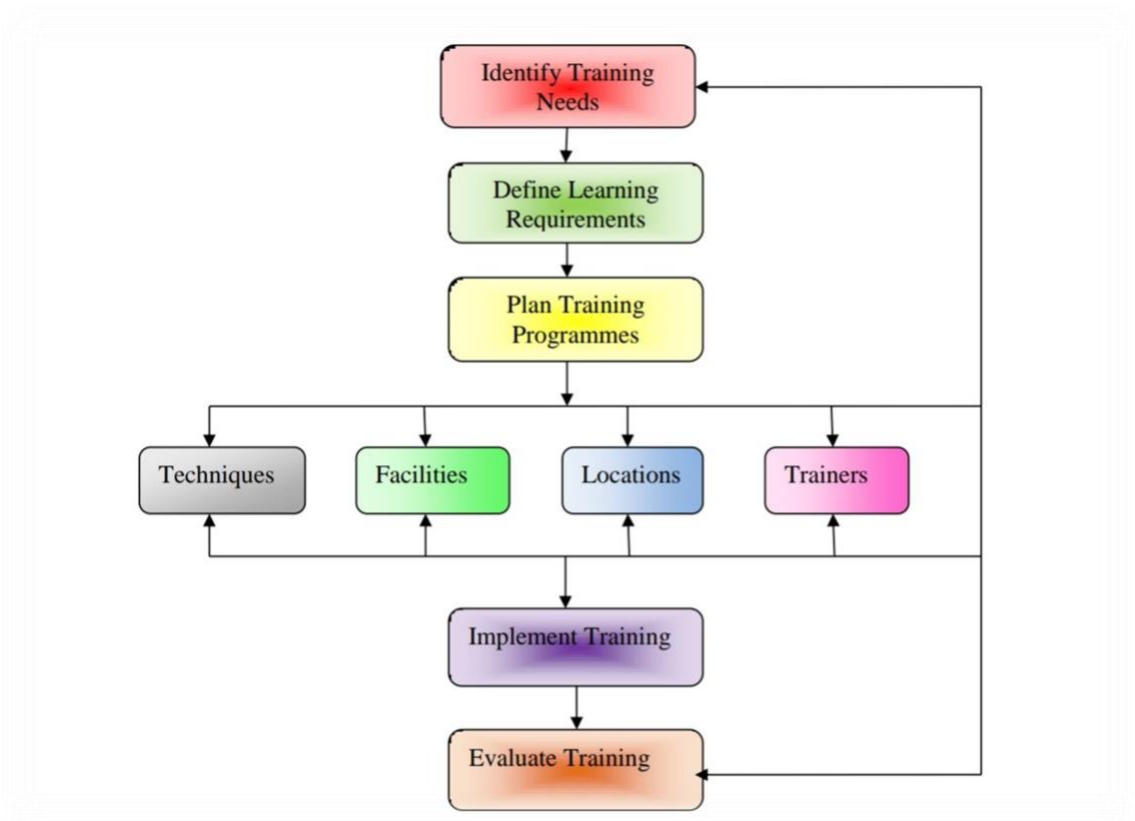 Identify Training
Needs
Define Learning
Requirements
Plan Training
Programmes
Techniques
Facilities
Locations
Trainers
Implement Training
Evaluate Training